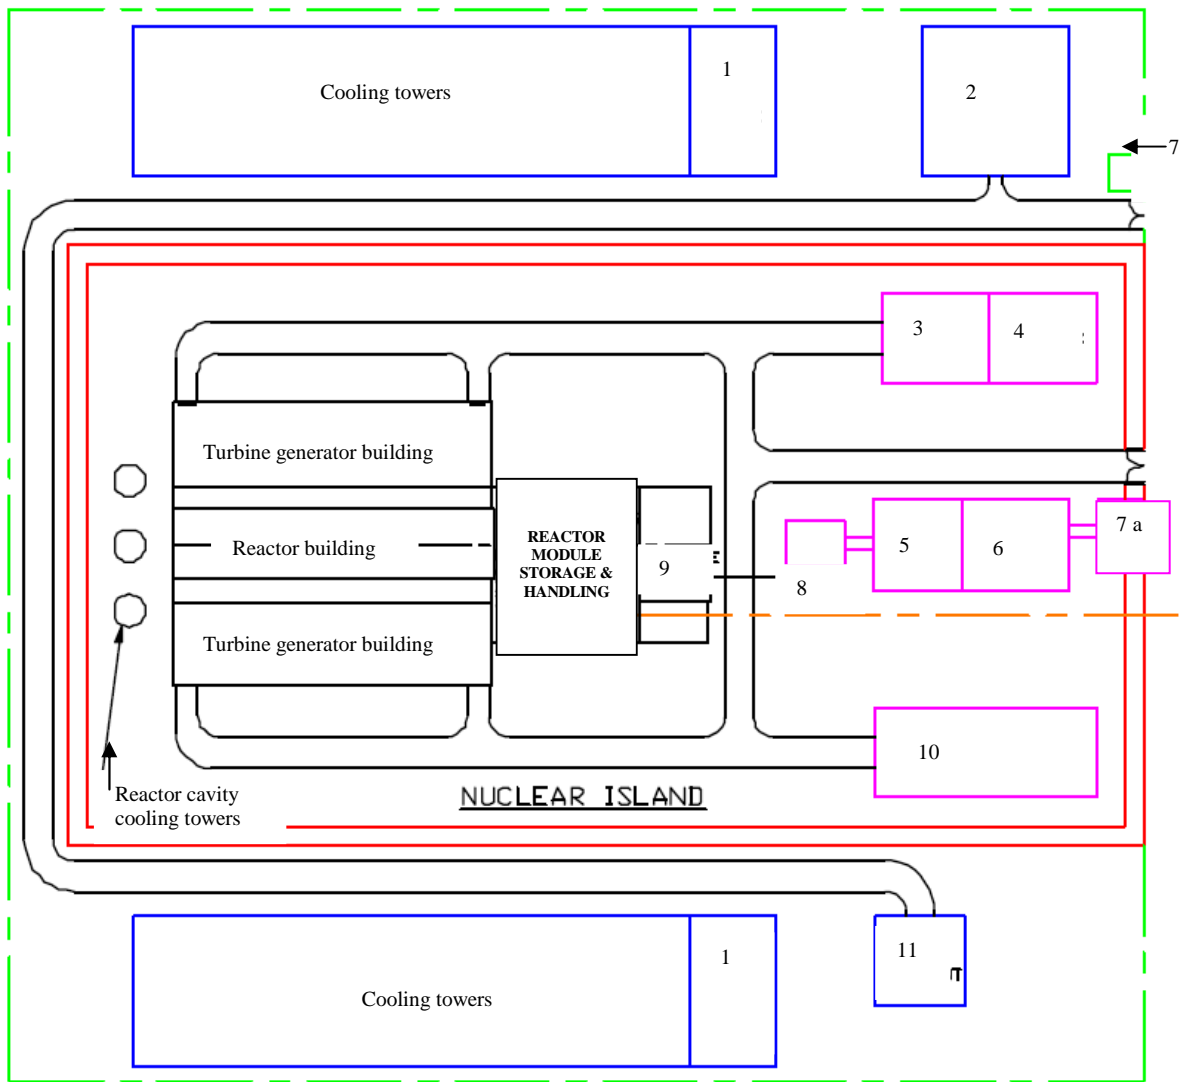 1
Cooling towers
2
7
3
4
Turbine generator building
7 a
REACTOR
MODULE
STORAGE &
HANDLING
Reactor building
5
6
9
8
Turbine generator building
10
NUCLEAR ISLAND
Reactor cavity
cooling towers
11
1
Cooling towers